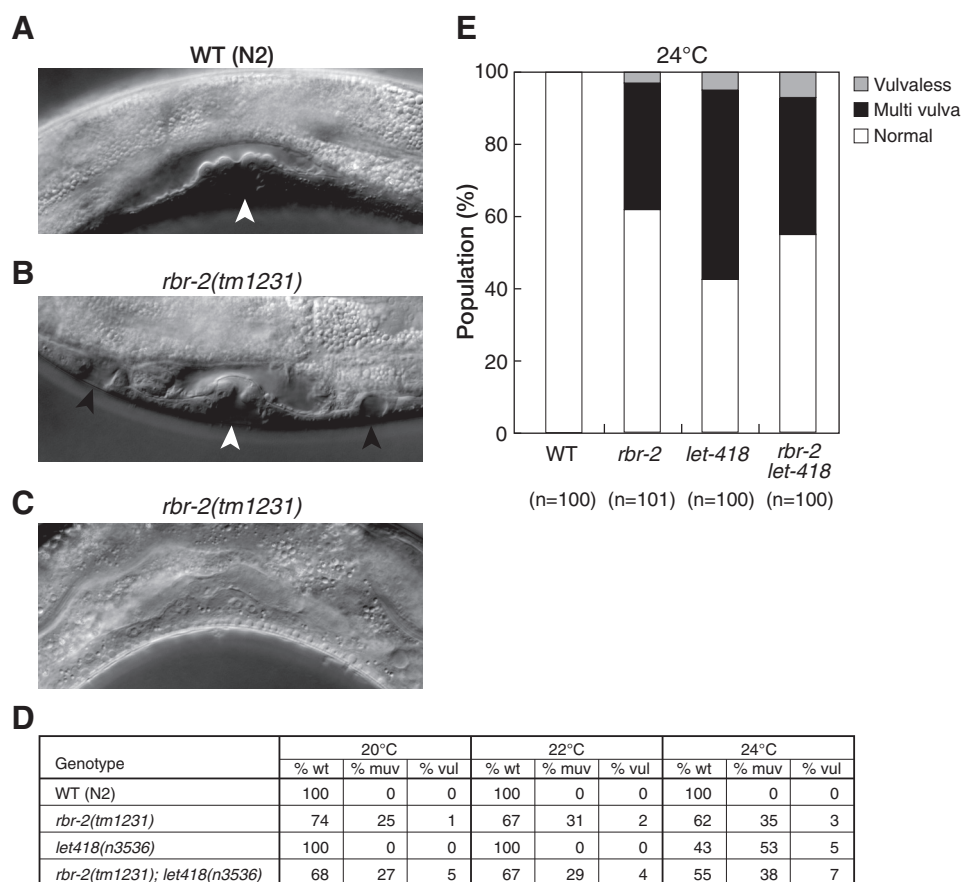 A
WT (N2)
B
rbr-2(tm1231)
C
rbr-2(tm1231)
E
24°C
Population (%)
100
80
60
40
20
0
Vulvaless
Multi vulva
Normal
WT rbr-2 let-418 rbr-2
let-418
(n=100) (n=101) (n=100) (n=100)
D
Genotype 20°C 22°C 24°C
% wt % muv % vul % wt % muv % vul % wt % muv % vul
WT (N2) 100 0 0 100 0 0 100 0 0
rbr-2(tm1231) 74 25 1 67 31 2 62 35 3
let418(n3536) 100 0 0 100 0 0 43 53 5
rbr-2(tm1231); let418(n3536) 68 27 5 67 29 4 55 38 7